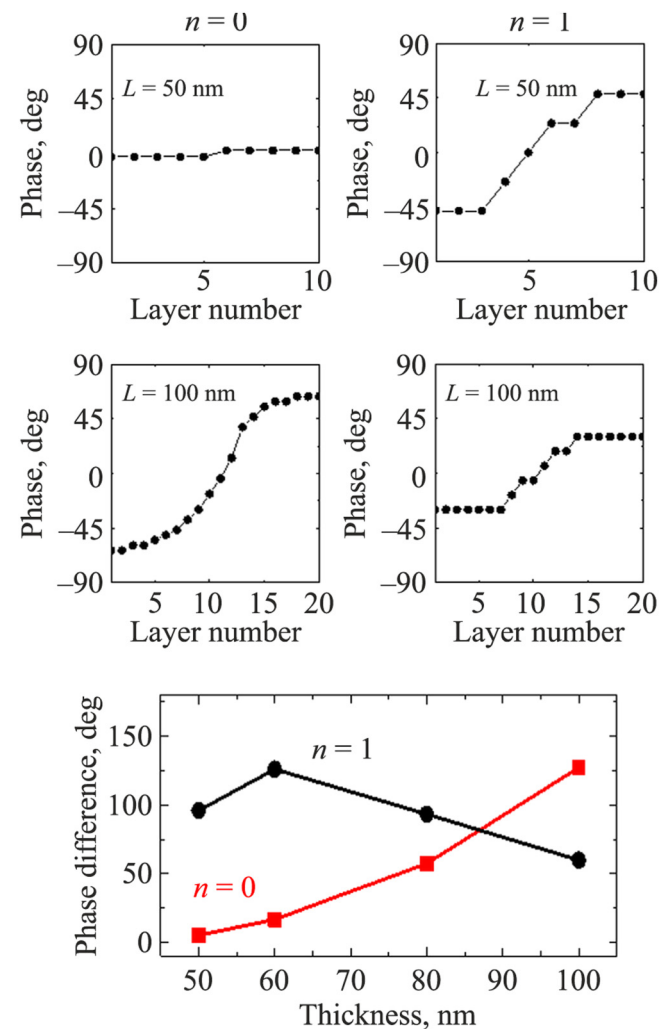 n = 0
n = 1
90
45
0
–45
–90
Phase, deg
L = 50 nm
5
10
Layer number
90
45
0
–45
–90
Phase, deg
L = 50 nm
5
10
Layer number
90
45
0
–45
–90
Phase, deg
L = 100 nm
5
10
15
20
Layer number
90
45
0
–45
–90
Phase, deg
L = 100 nm
5
10
15
20
Layer number
Phase difference, deg
150
100
50
0
n = 1
n = 0
50
60
70
80
90
100
Thickness, nm